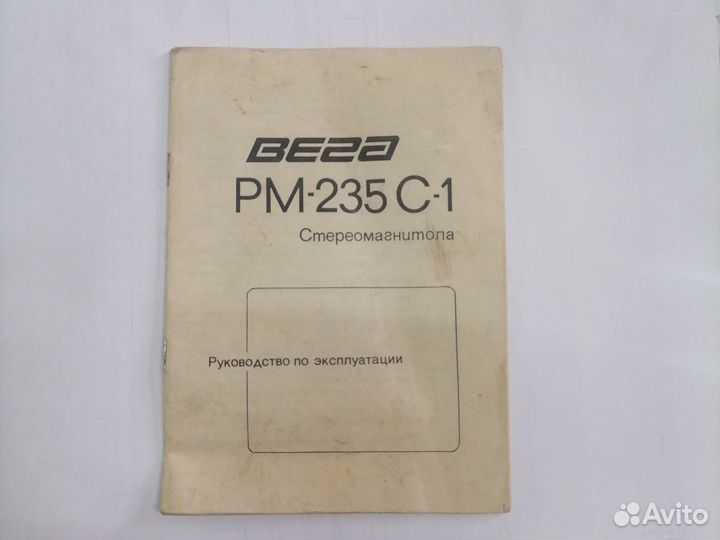 Вега
РМ-235 С-1
Стереомагнитола
Руководство по эксплуатации
Avito